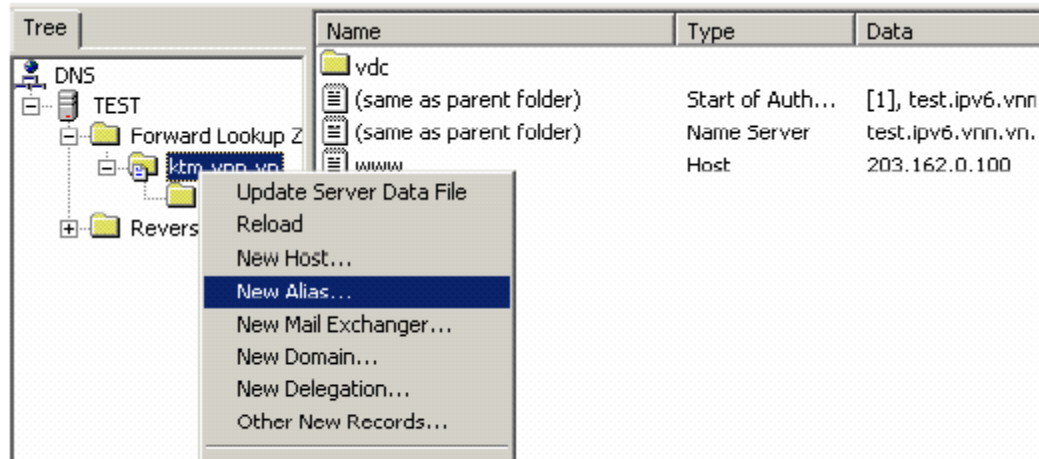 Tree
Name Type Data
DNS
TEST
Forward Lookup Z
ktm.vnn.vn
Revers
vdc
(same as parent folder) Start of Auth... [1], test.ipv6.vnn
(same as parent folder) Name Server test.ipv6.vnn.vn.
www Host 203.162.0.100
Update Server Data File
Reload
New Host...
New Alias...
New Mail Exchanger...
New Domain...
New Delegation...
Other New Records...